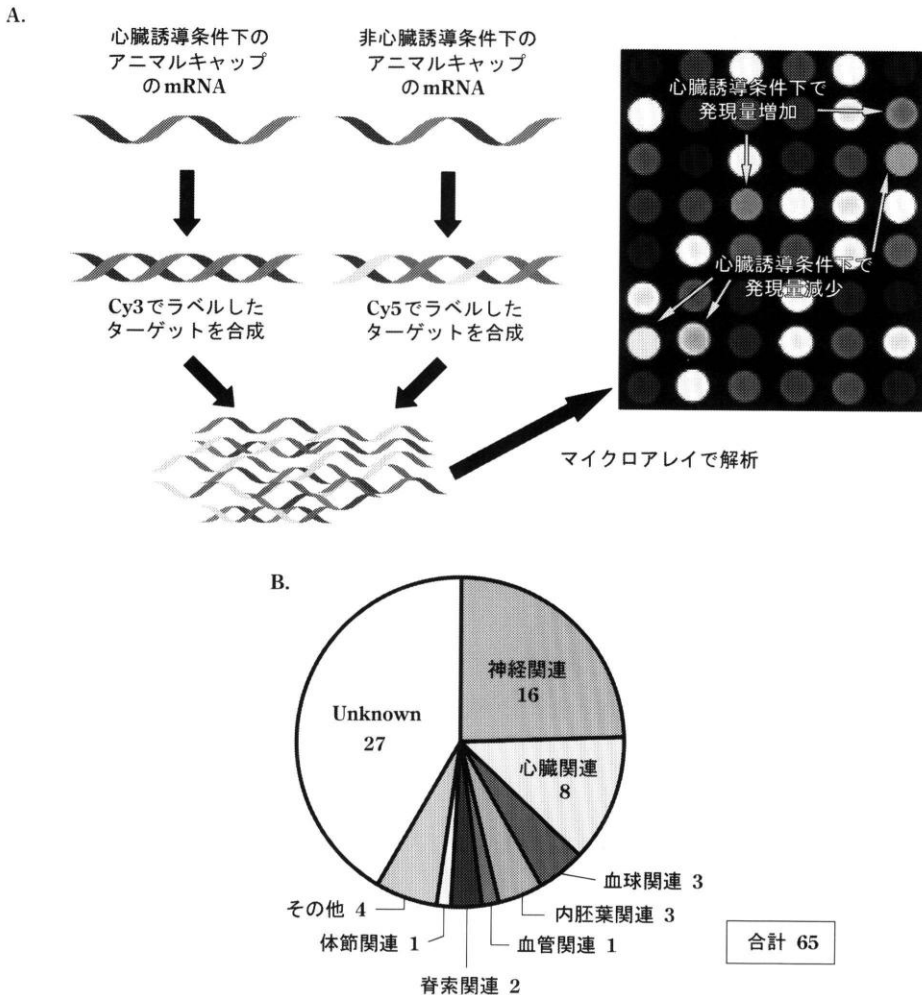 A.
心臓誘導条件下の
アニマルキャップ
のmRNA
非心臓誘導条件下の
アニマルキャップ
のmRNA
心臓誘導条件下で
発現量増加
心臓誘導条件下で
発現量減少
Cy3でラベルした
ターゲットを合成
Cy5でラベルした
ターゲットを合成
マイクロアレイで解析
B.
神経関連
16
Unknown
27
心臓関連
8
血球関連 3
その他 4
内胚葉関連 3
体節関連 1
血管関連 1
脊索関連 2
合計 65